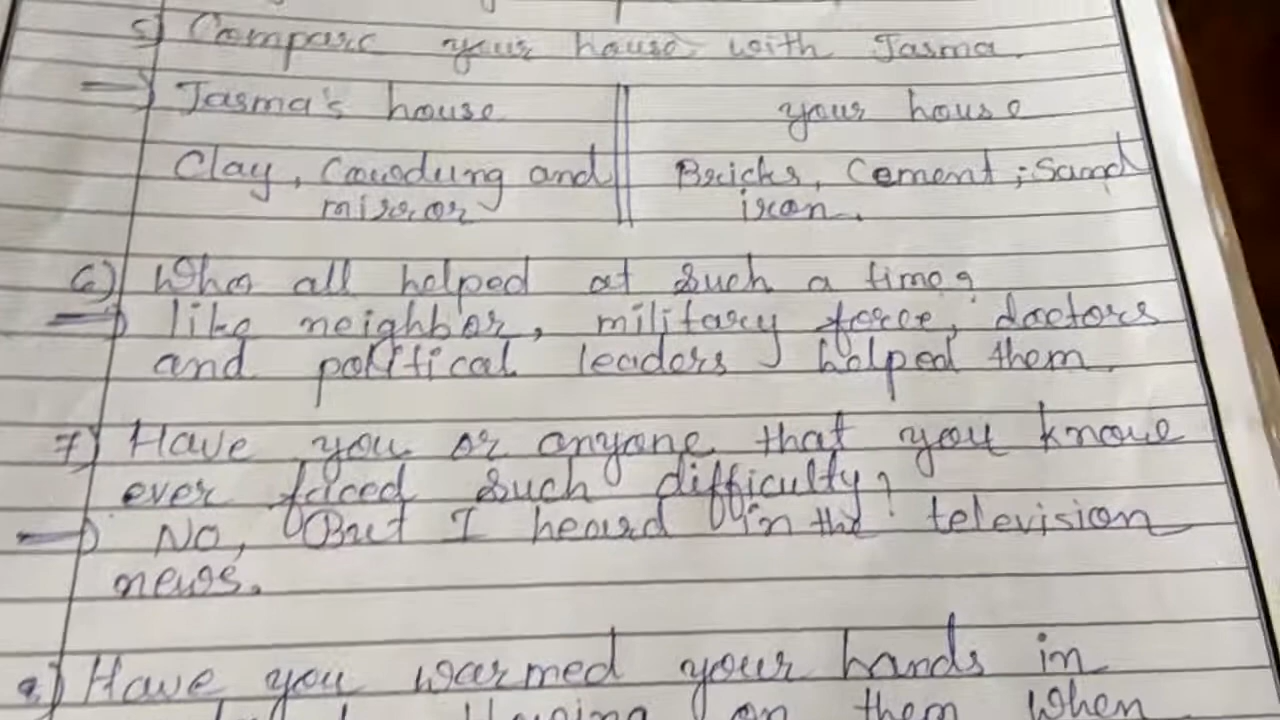 5) Compare your house with Jasma
Jasma's house your house
Clay, Cowdung and Bricks, Cement, Sand
mirror iron.
6) Who all helped at such a time?
like neighbor, military force, doctors
and political leaders helped them.
7) Have you or anyone that you know
ever faced such difficulty?
No, But I heard in the television
news.
Have you warmed your hands in
on them when